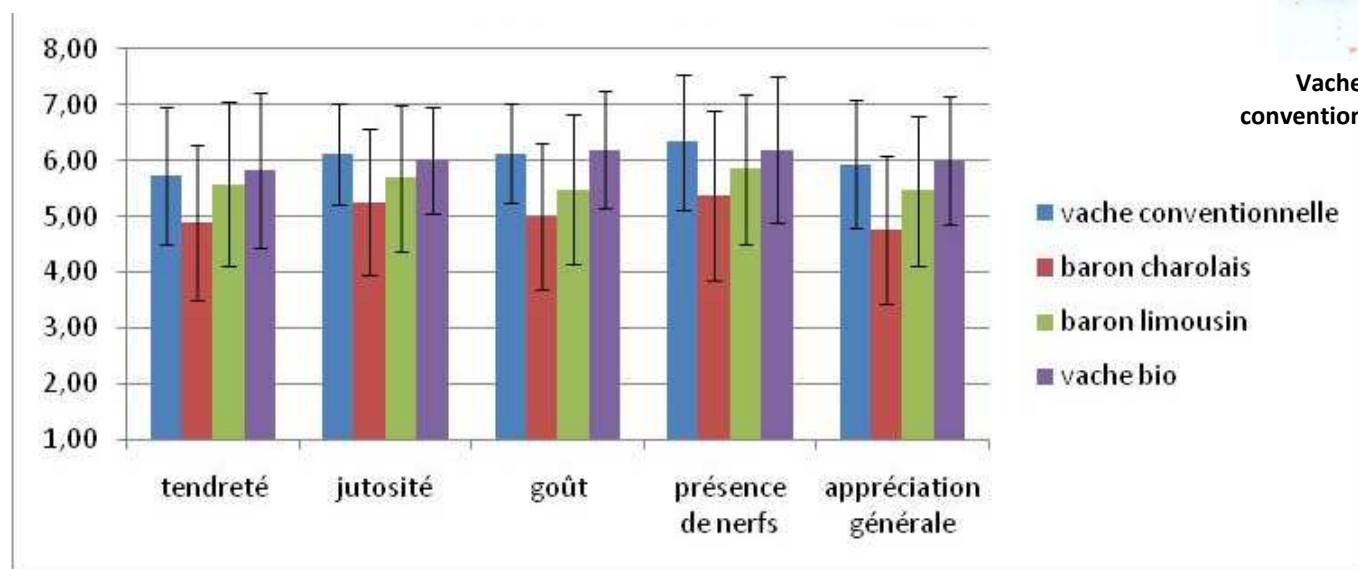 8,00
7,00
6,00
5,00
4,00
3,00
2,00
1,00
tendreté
jutosité
goût
présence
de nerfs
appréciation
générale
Vache
convention
vache conventionnelle
baron charolais
baron limousin
vache bio